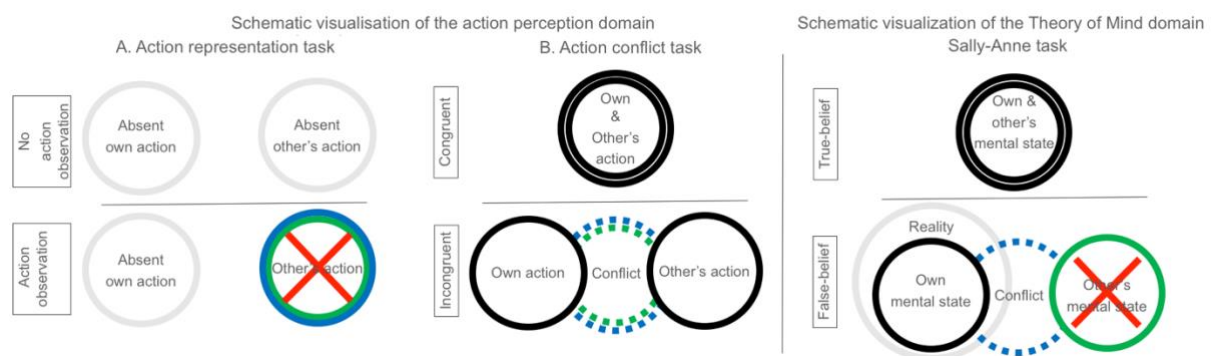 Schematic visualisation of the action perception domain
A. Action representation task
B. Action conflict task
No
action
observation
Absent
own action
Absent
other's action
Action
observation
Absent
own action
Other's action
Congruent
Own
&
Other's
action
Incongruent
Own action
Conflict
Other's action
Schematic visualization of the Theory of Mind domain
Sally-Anne task
True-belief
Own &
other's
mental state
False-belief
Reality
Own
mental state
Conflict
Other's
mental state